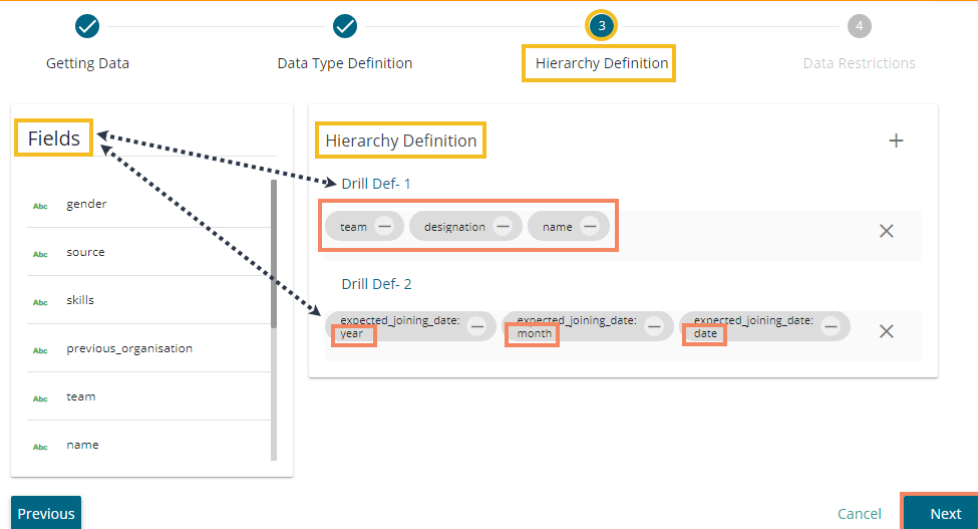 3
4
Getting Data
Data Type Definition
Hierarchy Definition
Data Restrictions
Fields
Abc gender
Abc source
Abc skills
Abc previous_organisation
Abc team
Abc name
Hierarchy Definition
Drill Def- 1
team
designation
name
Drill Def- 2
expected_joining_date:
year
expected_joining_date:
month
expected_joining_date:
date
Previous
Cancel
Next